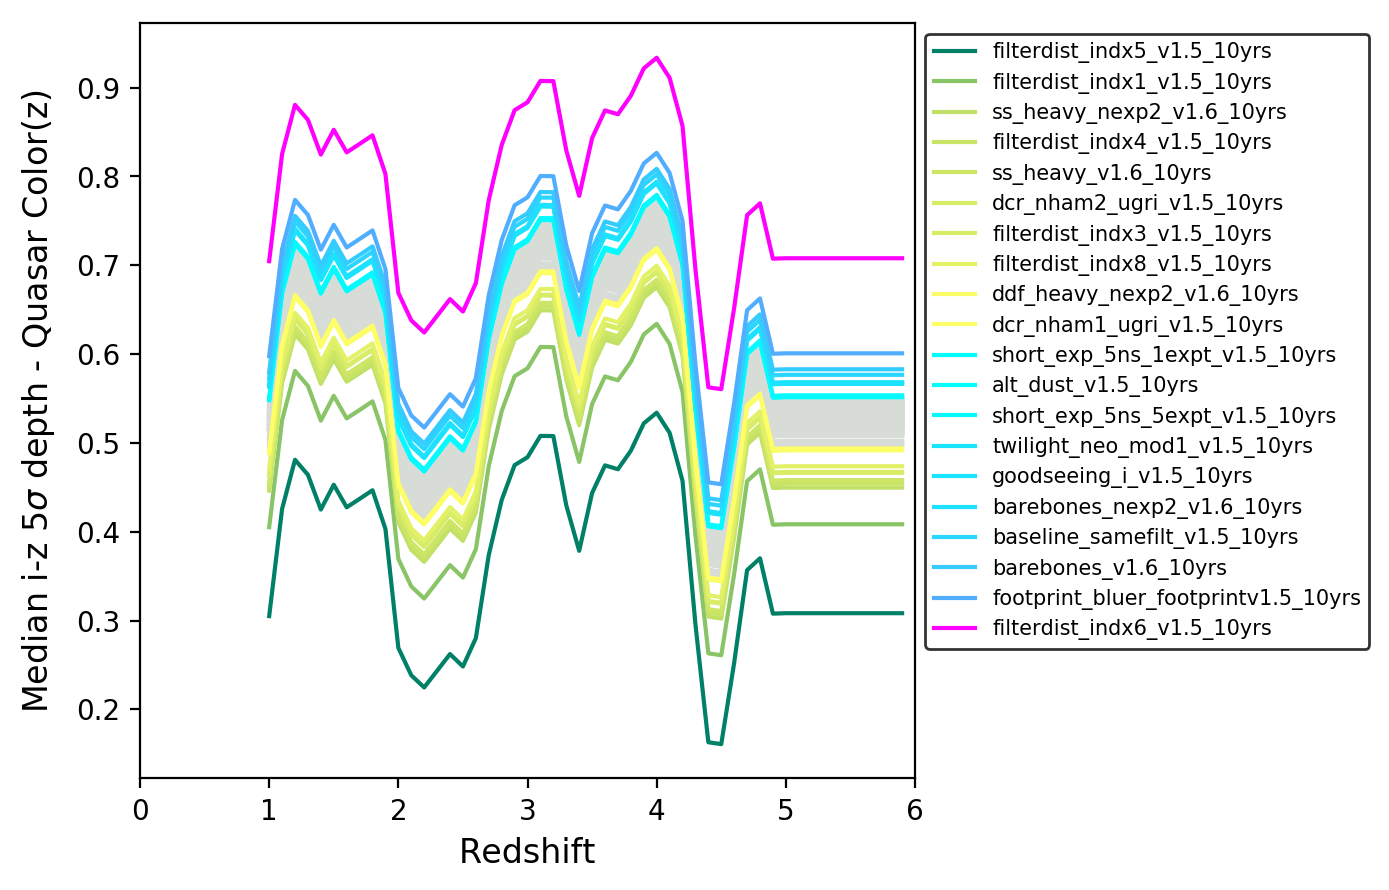 Median i-z 5σ depth - Quasar Color(z)
0.9
0.8
0.7
0.6
0.5
0.4
0.3
0.2
0 1 2 3 4 5 6
Redshift
filterdist_indx5_v1.5_10yrs
filterdist_indx1_v1.5_10yrs
ss_heavy_nexp2_v1.6_10yrs
filterdist_indx4_v1.5_10yrs
ss_heavy_v1.6_10yrs
dcr_nham2_ugri_v1.5_10yrs
filterdist_indx3_v1.5_10yrs
filterdist_indx8_v1.5_10yrs
ddf_heavy_nexp2_v1.6_10yrs
dcr_nham1_ugri_v1.5_10yrs
short_exp_5ns_1expt_v1.5_10yrs
alt_dust_v1.5_10yrs
short_exp_5ns_5expt_v1.5_10yrs
twilight_neo_mod1_v1.5_10yrs
goodseeing_i_v1.5_10yrs
barebones_nexp2_v1.6_10yrs
baseline_samefilt_v1.5_10yrs
barebones_v1.6_10yrs
footprint_bluer_footprintv1.5_10yrs
filterdist_indx6_v1.5_10yrs